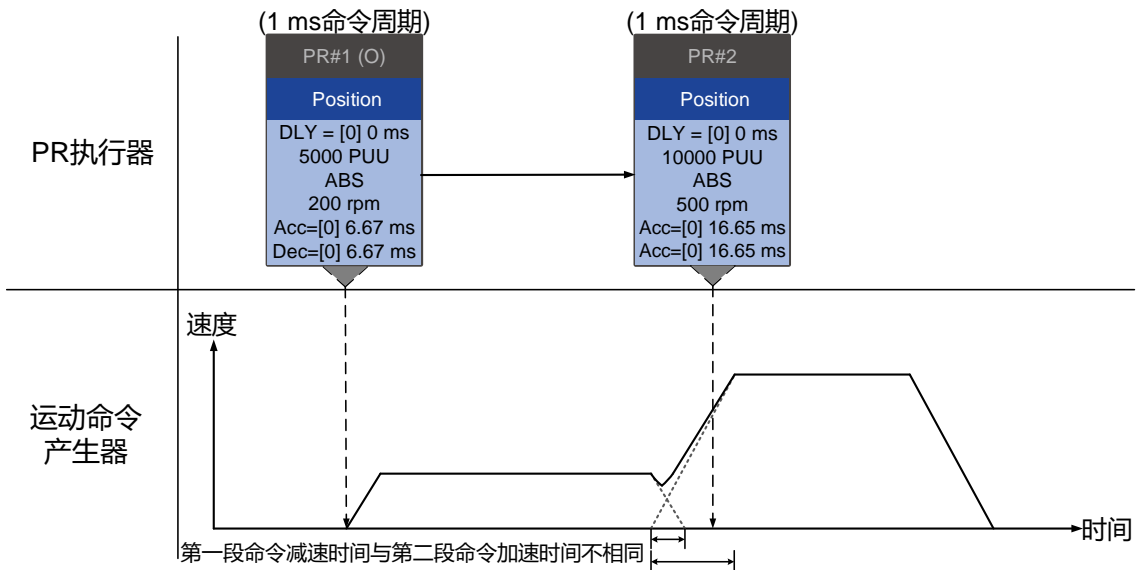 (1 ms命令周期)
(1 ms命令周期)
PR#1 (O)
PR#2
Position
Position
PR执行器
DLY = [0] 0 ms
5000 PUU
ABS
200 rpm
Acc=[0] 6.67 ms
Dec=[0] 6.67 ms
DLY = [0] 0 ms
10000 PUU
ABS
500 rpm
Acc=[0] 16.65 ms
Acc=[0] 16.65 ms
速度
运动命令
产生器
时间
第一段命令减速时间与第二段命令加速时间不相同